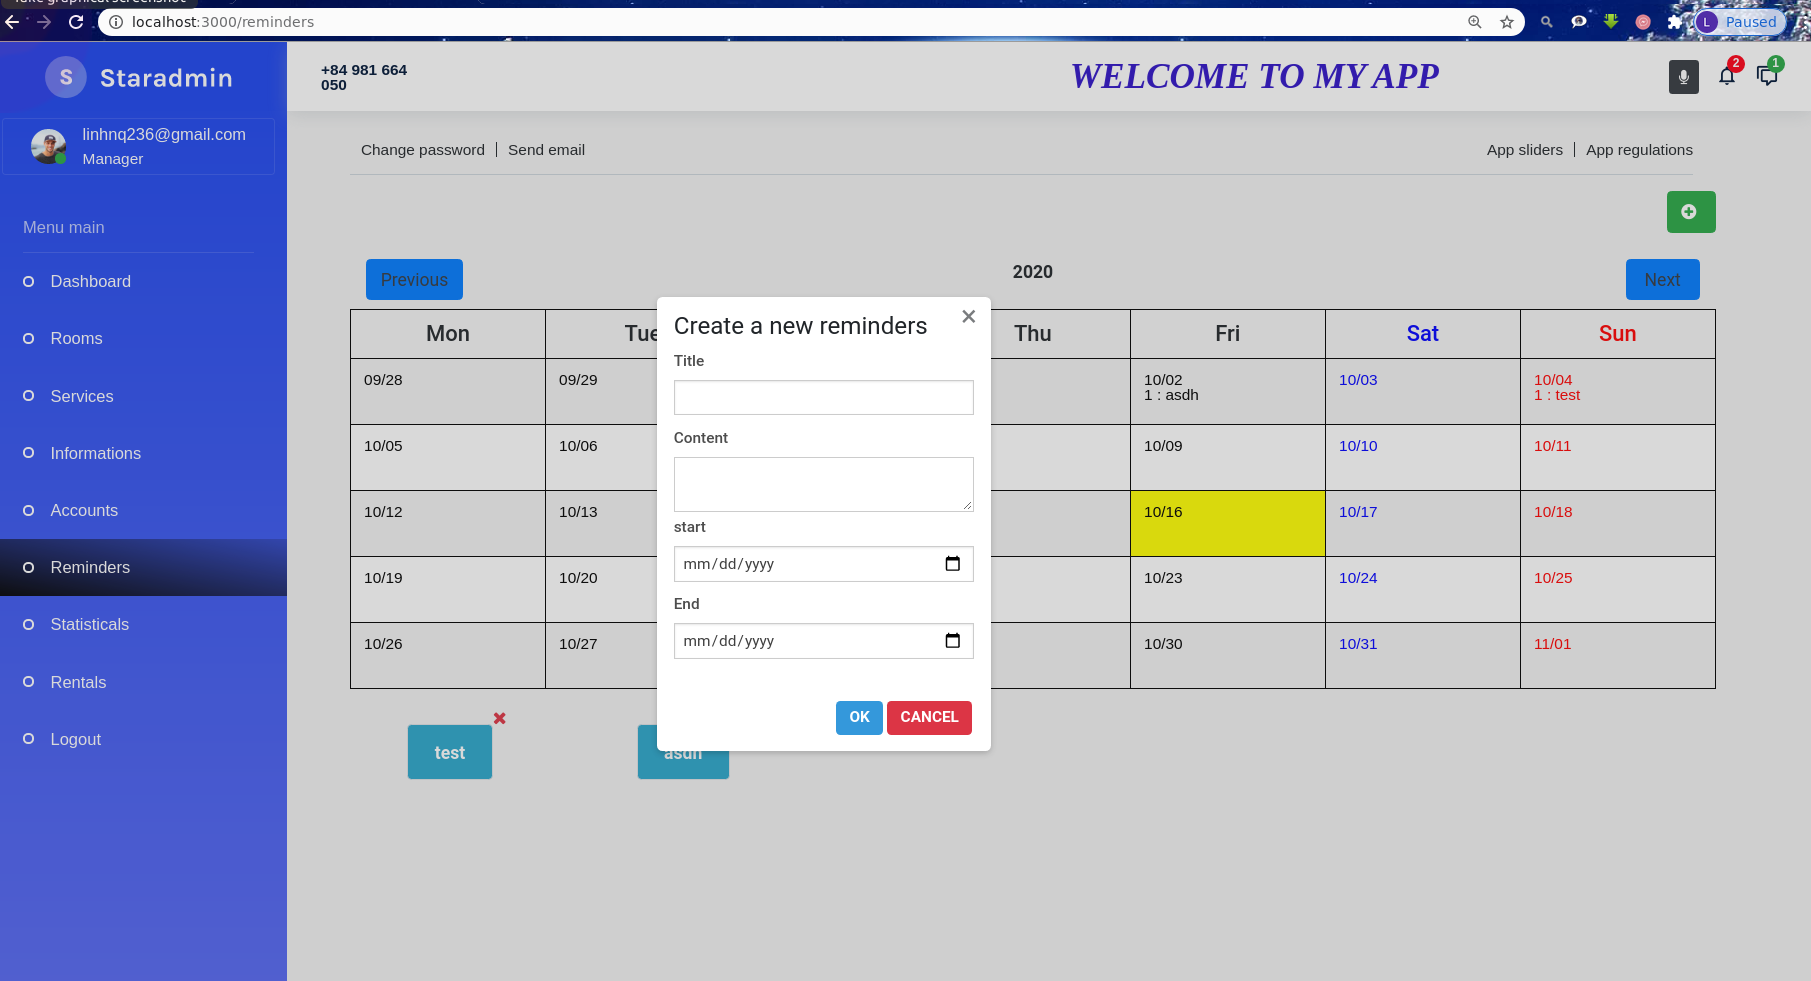 Take graphical screenshot
localhost:3000/reminders
L Paused
S Staradmin
linhnq236@gmail.com
Manager
Menu main
Dashboard
Rooms
Services
Informations
Accounts
Reminders
Statisticals
Rentals
Logout
+84 981 664
050
WELCOME TO MY APP
2
1
Change password
Send email
App sliders
App regulations
Previous
2020
Next
Mon
Tue
Thu
Fri
Sat
Sun
09/28
09/29
10/02
1 : asdh
10/03
10/04
1 : test
10/05
10/06
10/09
10/10
10/11
10/12
10/13
10/16
10/17
10/18
10/19
10/20
10/23
10/24
10/25
10/26
10/27
10/30
10/31
11/01
test
asdh
Create a new reminders
×
Title
Content
start
mm/dd/yyyy
End
mm/dd/yyyy
OK
CANCEL